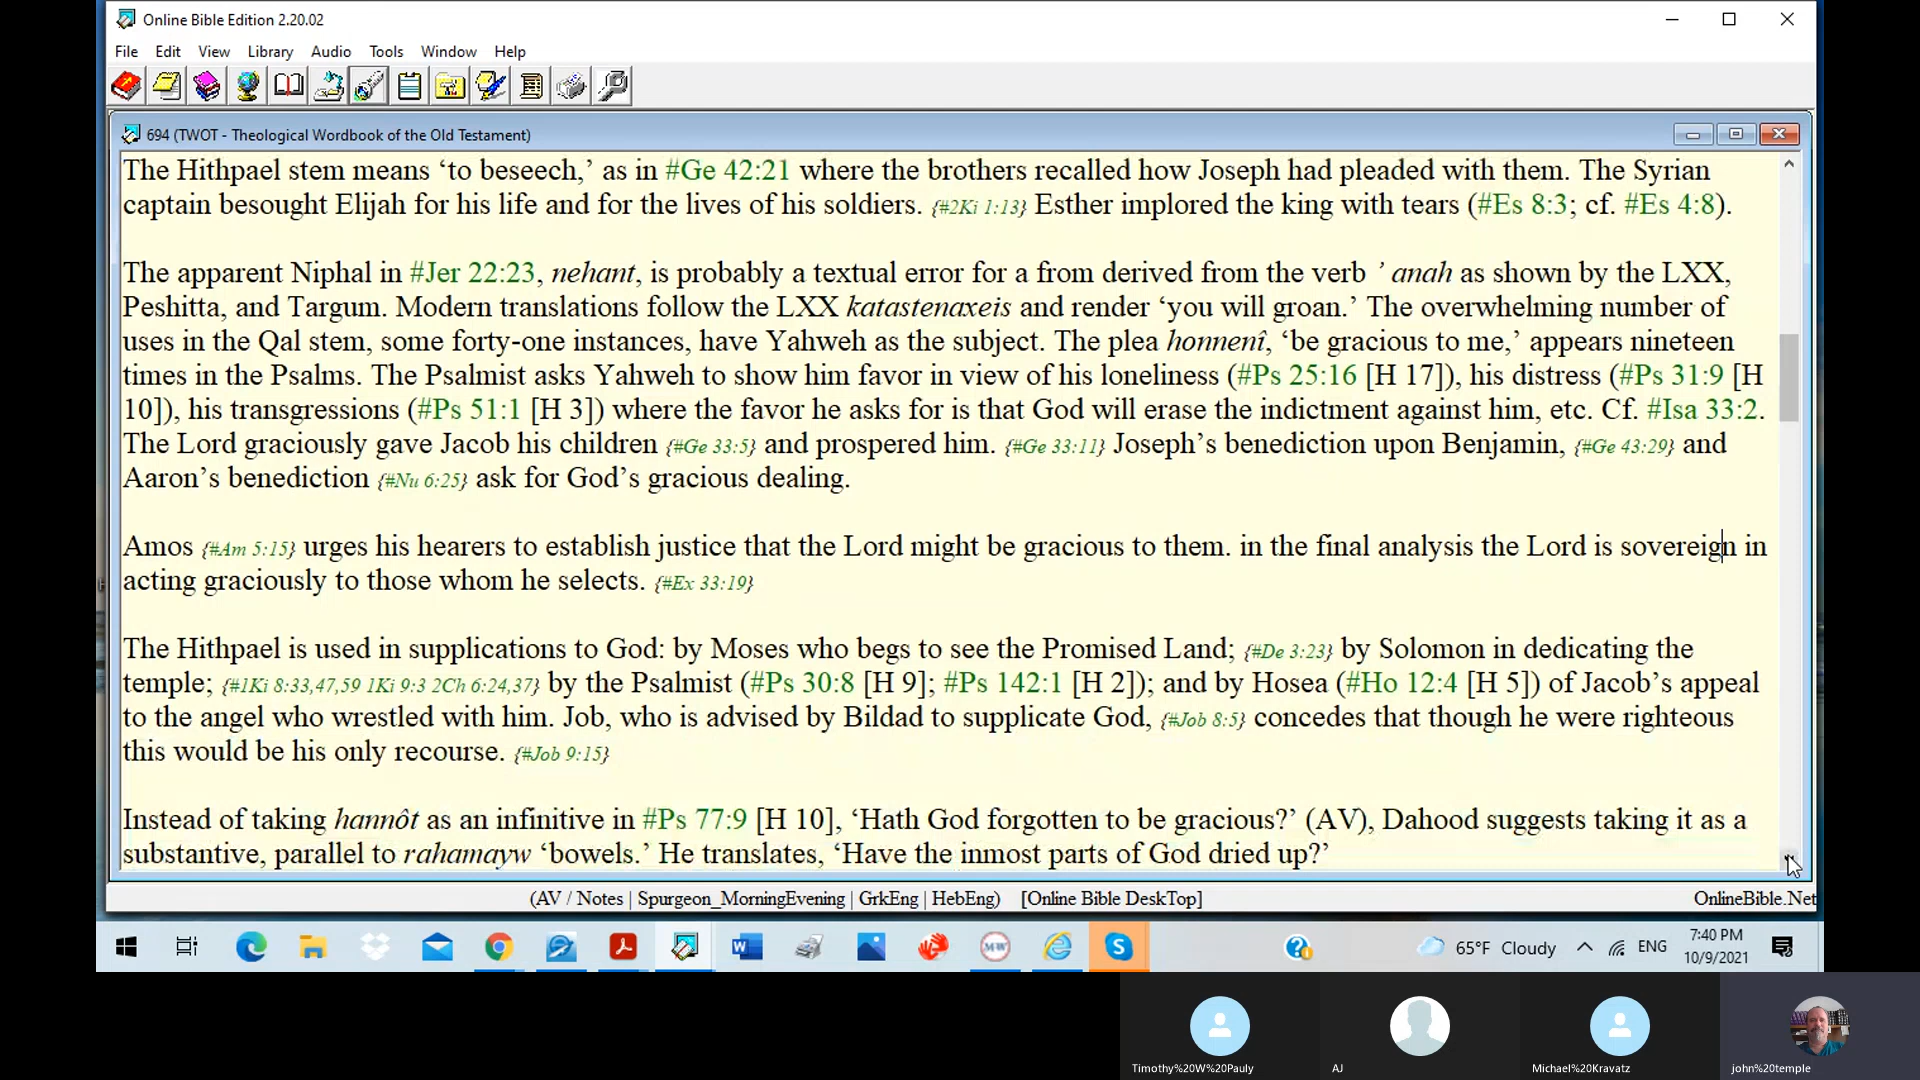 Online Bible Edition 2.20.02
File Edit View Library Audio Tools Window Help
694 (TWOT - Theological Wordbook of the Old Testament)
The Hithpael stem means ‘to beseech,’ as in #Ge 42:21 where the brothers recalled how Joseph had pleaded with them. The Syrian
captain besought Elijah for his life and for the lives of his soldiers. {#2Ki 1:13} Esther implored the king with tears (#Es 8:3; cf. #Es 4:8).
The apparent Niphal in #Jer 22:23, nehant, is probably a textual error for a from derived from the verb ’ anah as shown by the LXX,
Peshitta, and Targum. Modern translations follow the LXX katastenaxeis and render ‘you will groan.’ The overwhelming number of
uses in the Qal stem, some forty-one instances, have Yahweh as the subject. The plea honnenî, ‘be gracious to me,’ appears nineteen
times in the Psalms. The Psalmist asks Yahweh to show him favor in view of his loneliness (#Ps 25:16 [H 17]), his distress (#Ps 31:9 [H
10]), his transgressions (#Ps 51:1 [H 3]) where the favor he asks for is that God will erase the indictment against him, etc. Cf. #Isa 33:2.
The Lord graciously gave Jacob his children {#Ge 33:5} and prospered him. {#Ge 33:11} Joseph’s benediction upon Benjamin, {#Ge 43:29} and
Aaron’s benediction {#Nu 6:25} ask for God’s gracious dealing.
Amos {#Am 5:15} urges his hearers to establish justice that the Lord might be gracious to them. in the final analysis the Lord is sovereign in
acting graciously to those whom he selects. {#Ex 33:19}
The Hithpael is used in supplications to God: by Moses who begs to see the Promised Land; {#De 3:23} by Solomon in dedicating the
temple; {#1Ki 8:33,47,59 1Ki 9:3 2Ch 6:24,37} by the Psalmist (#Ps 30:8 [H 9]; #Ps 142:1 [H 2]); and by Hosea (#Ho 12:4 [H 5]) of Jacob’s appeal
to the angel who wrestled with him. Job, who is advised by Bildad to supplicate God, {#Job 8:5} concedes that though he were righteous
this would be his only recourse. {#Job 9:15}
Instead of taking hannôt as an infinitive in #Ps 77:9 [H 10], ‘Hath God forgotten to be gracious?’ (AV), Dahood suggests taking it as a
substantive, parallel to rahamayw ‘bowels.’ He translates, ‘Have the inmost parts of God dried up?’
(AV / Notes | Spurgeon_MorningEvening | GrkEng | HebEng) [Online Bible DeskTop] OnlineBible.Net
65°F Cloudy ENG 7:40 PM
10/9/2021
Timothy%20W%20Pauly AJ Michael%20Kravatz john%20temple